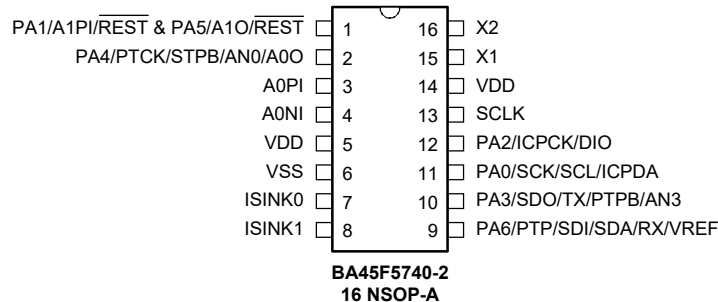 PA1/A1PI/REST & PA5/A1O/REST 1 16 X2
PA4/PTCK/STPB/AN0/A0O 2 15 X1
A0PI 3 14 VDD
A0NI 4 13 SCLK
VDD 5 12 PA2/ICPCK/DIO
VSS 6 11 PA0/SCK/SCL/ICPDA
ISINK0 7 10 PA3/SDO/TX/PTPB/AN3
ISINK1 8 9 PA6/PTP/SDI/SDA/RX/VREF
BA45F5740-2
16 NSOP-A